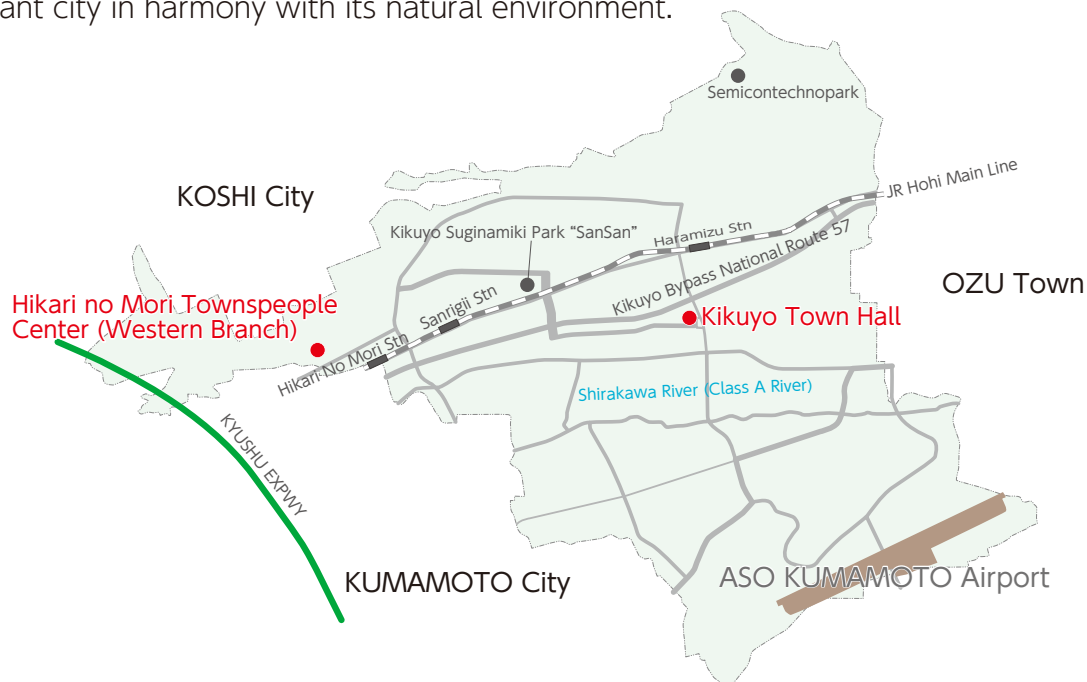 ant city in harmony with its natural environment.
Semicontechnopark
JR Hohi Main Line
KOSHI City
Kikuyo Suginamiki Park “SanSan”
Haramizu Stn
Kikuyo Bypass National Route 57
OZU Town
Hikari no Mori Townspeople
Center (Western Branch)
Sanrigii Stn
Kikuyo Town Hall
Hikari No Mori Stn
Shirakawa River (Class A River)
KYUSHU EXPWY
KUMAMOTO City
ASO KUMAMOTO Airport